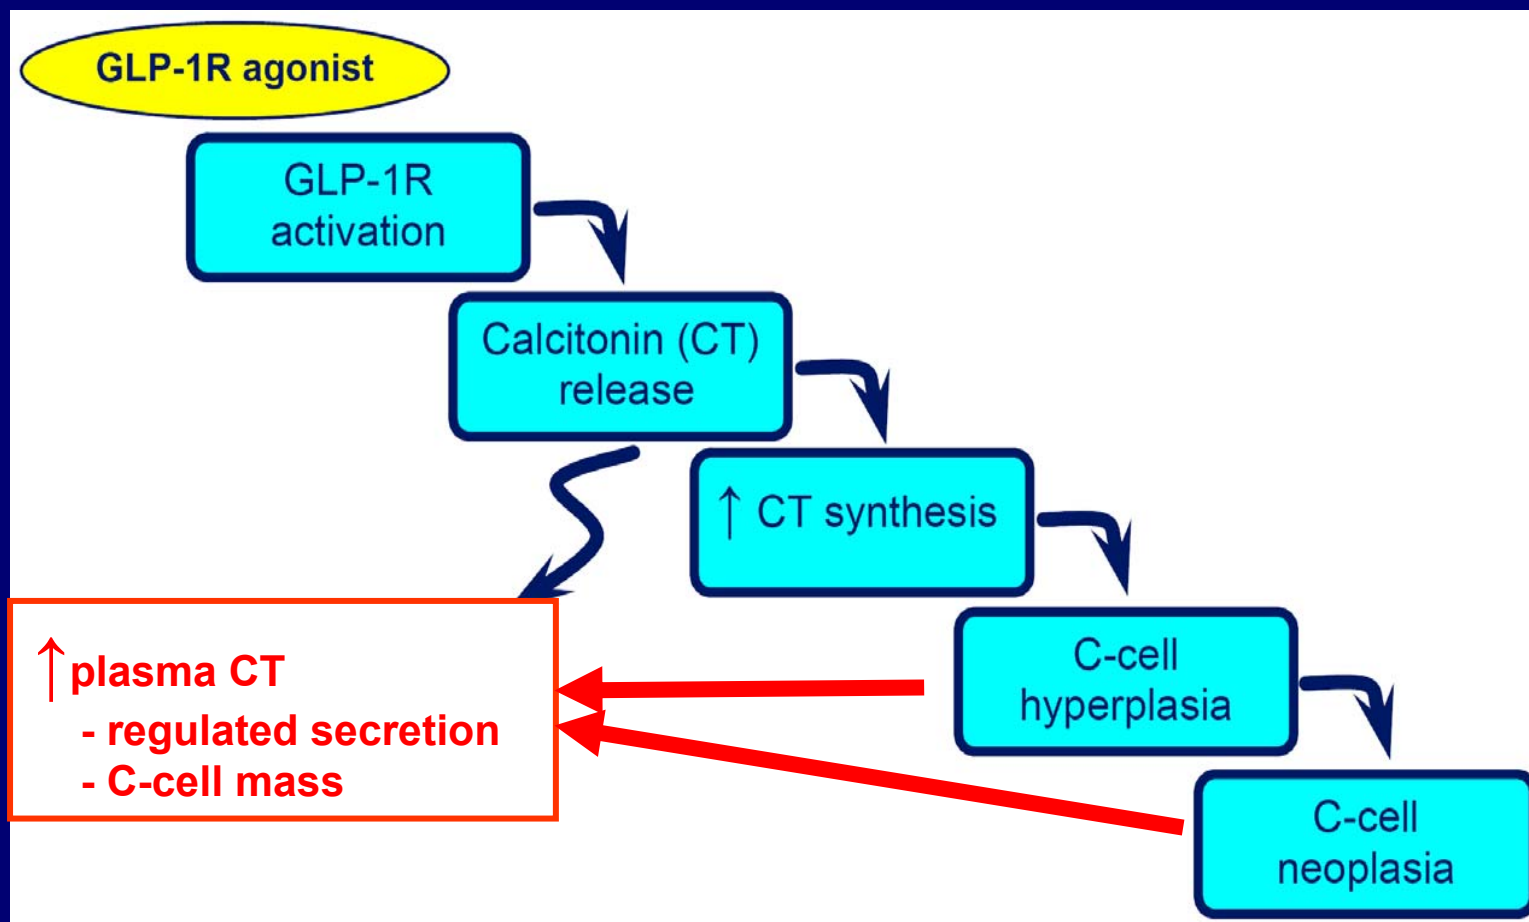 GLP-1R agonist
GLP-1R
activation
Calcitonin (CT)
release
↑ CT synthesis
C-cell
hyperplasia
C-cell
neoplasia
↑plasma CT
- regulated secretion
- C-cell mass